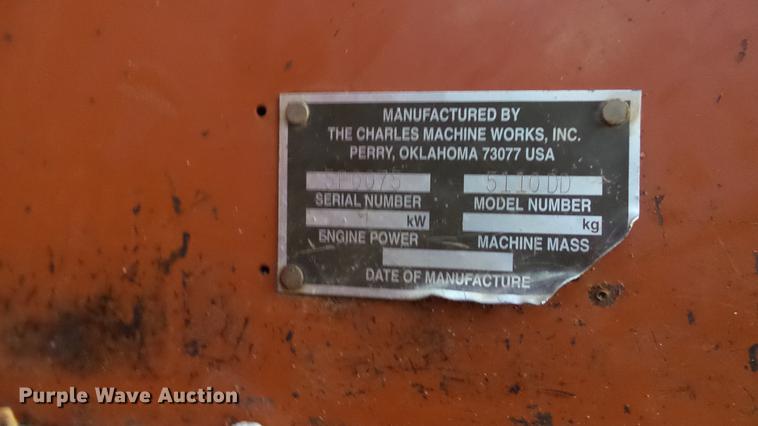 MANUFACTURED BY
THE CHARLES MACHINE WORKS, INC.
PERRY, OKLAHOMA 73077 USA
5110DD
SERIAL NUMBER MODEL NUMBER
kW kg
ENGINE POWER MACHINE MASS
DATE OF MANUFACTURE
Purple Wave Auction®